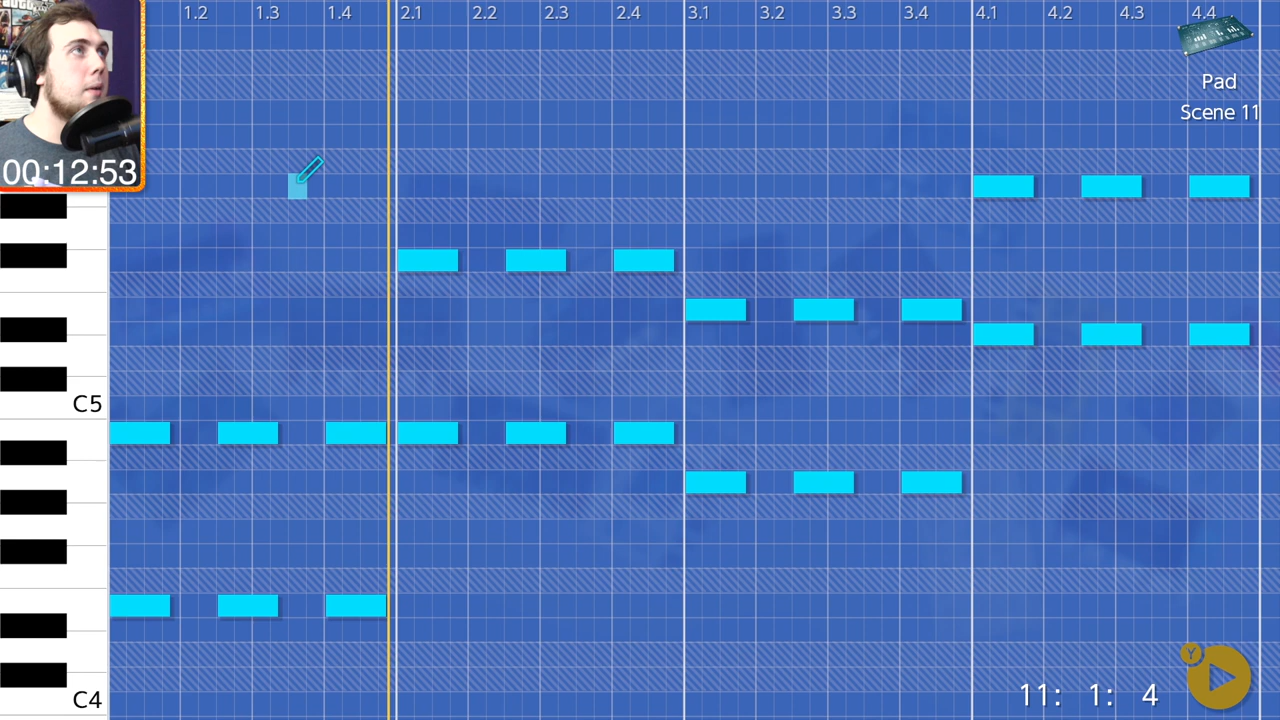 1.2 1.3 1.4 2.1 2.2 2.3 2.4 3.1 3.2 3.3 3.4 4.1 4.2 4.3 4.4
Pad
Scene 11
00:12:53
C5
C4
Y
11: 1: 4